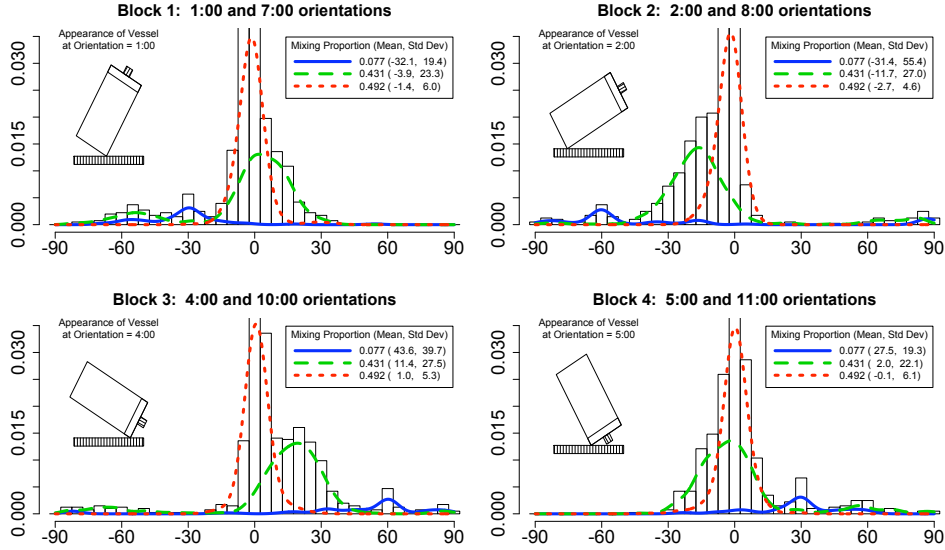 Block 1: 1:00 and 7:00 orientations
Appearance of Vessel
at Orientation = 1:00
Mixing Proportion (Mean, Std Dev)
0.077 (-32.1, 19.4)
0.431 ( -3.9, 23.3)
0.492 ( -1.4, 6.0)
0.030
0.015
0.000
-90 -60 -30 0 30 60 90
Block 2: 2:00 and 8:00 orientations
Appearance of Vessel
at Orientation = 2:00
Mixing Proportion (Mean, Std Dev)
0.077 (-31.4, 55.4)
0.431 (-11.7, 27.0)
0.492 ( -2.7, 4.6)
0.030
0.015
0.000
-90 -60 -30 0 30 60 90
Block 3: 4:00 and 10:00 orientations
Appearance of Vessel
at Orientation = 4:00
Mixing Proportion (Mean, Std Dev)
0.077 ( 43.6, 39.7)
0.431 ( 11.4, 27.5)
0.492 ( 1.0, 5.3)
0.030
0.015
0.000
-90 -60 -30 0 30 60 90
Block 4: 5:00 and 11:00 orientations
Appearance of Vessel
at Orientation = 5:00
Mixing Proportion (Mean, Std Dev)
0.077 ( 27.5, 19.3)
0.431 ( 2.0, 22.1)
0.492 ( -0.1, 6.1)
0.030
0.015
0.000
-90 -60 -30 0 30 60 90